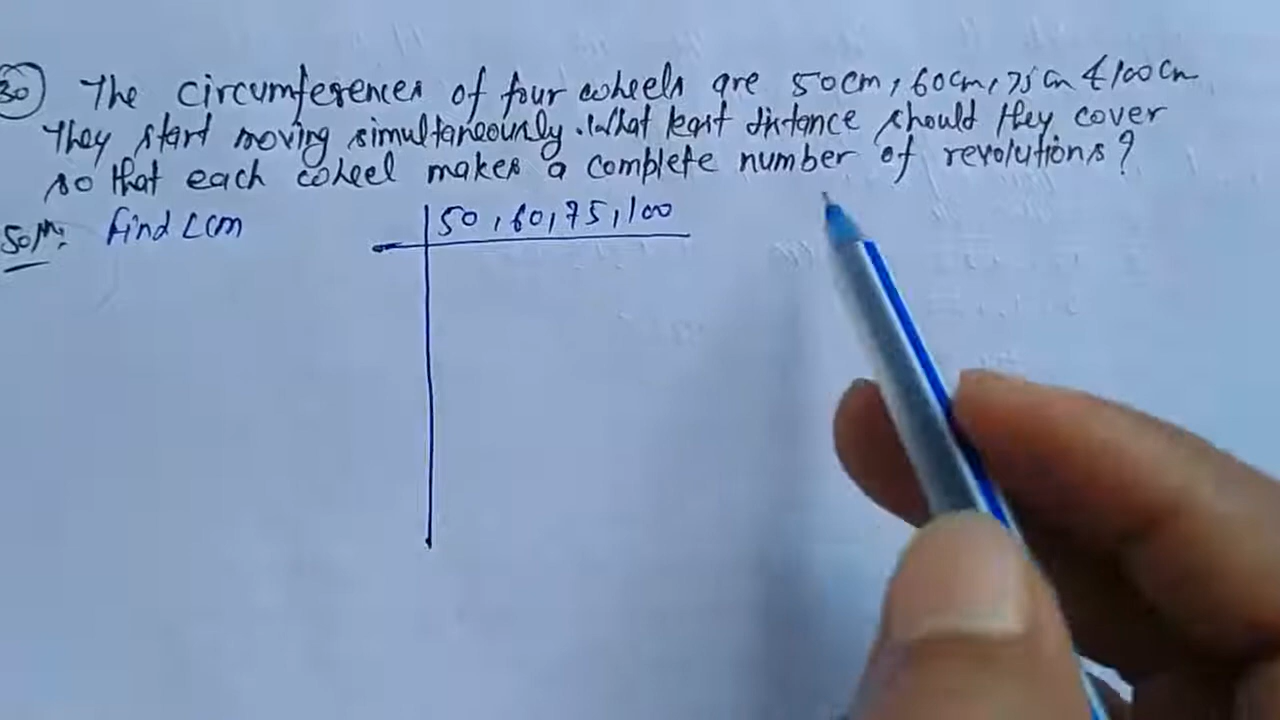 30 The circumferences of four wheels are 50cm, 60cm, 75cm & 100cm
They start moving simultaneously. What least distance should they cover
so that each wheel makes a complete number of revolutions?
Soln: Find LCM 50, 60, 75, 100